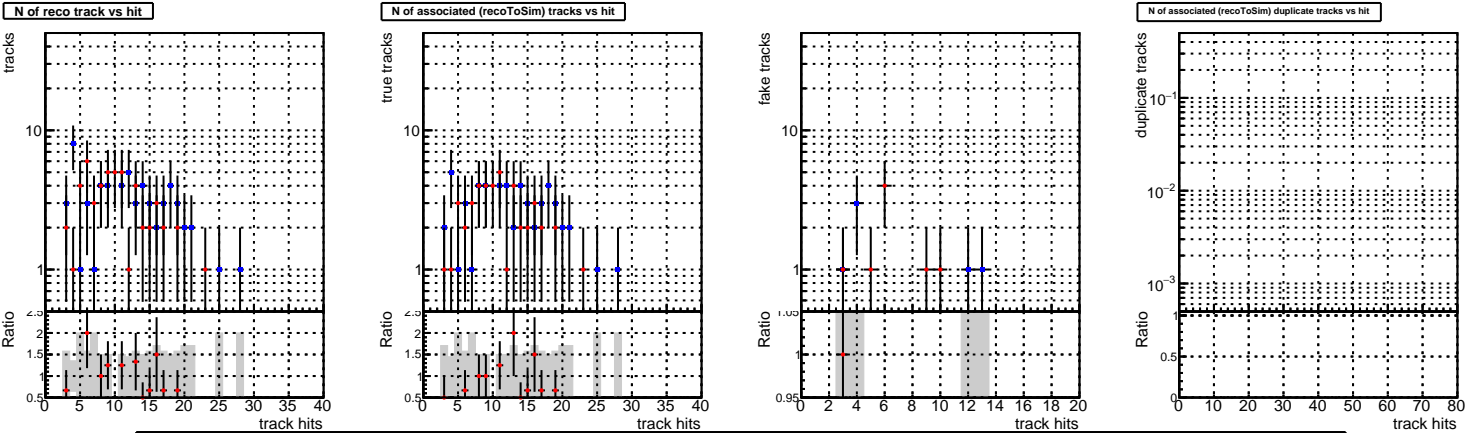 N of reco track vs hit
tracks
10
1
Ratio
2.5
2
1.5
1
0.5
0 5 10 15 20 25 30 35 40
track hits
N of associated (recoToSim) tracks vs hit
true tracks
10
1
Ratio
2.5
2
1.5
1
0.5
0 5 10 15 20 25 30 35 40
track hits
fake tracks
10
1
Ratio
1.05
1
0.95
0 2 4 6 8 10 12 14 16 18 20
track hits
N of associated (recoToSim) duplicate tracks vs hit
duplicate tracks
10⁻¹
10⁻²
10⁻³
Ratio
1
0.5
0
0 10 20 30 40 50 60 70 80
track hits